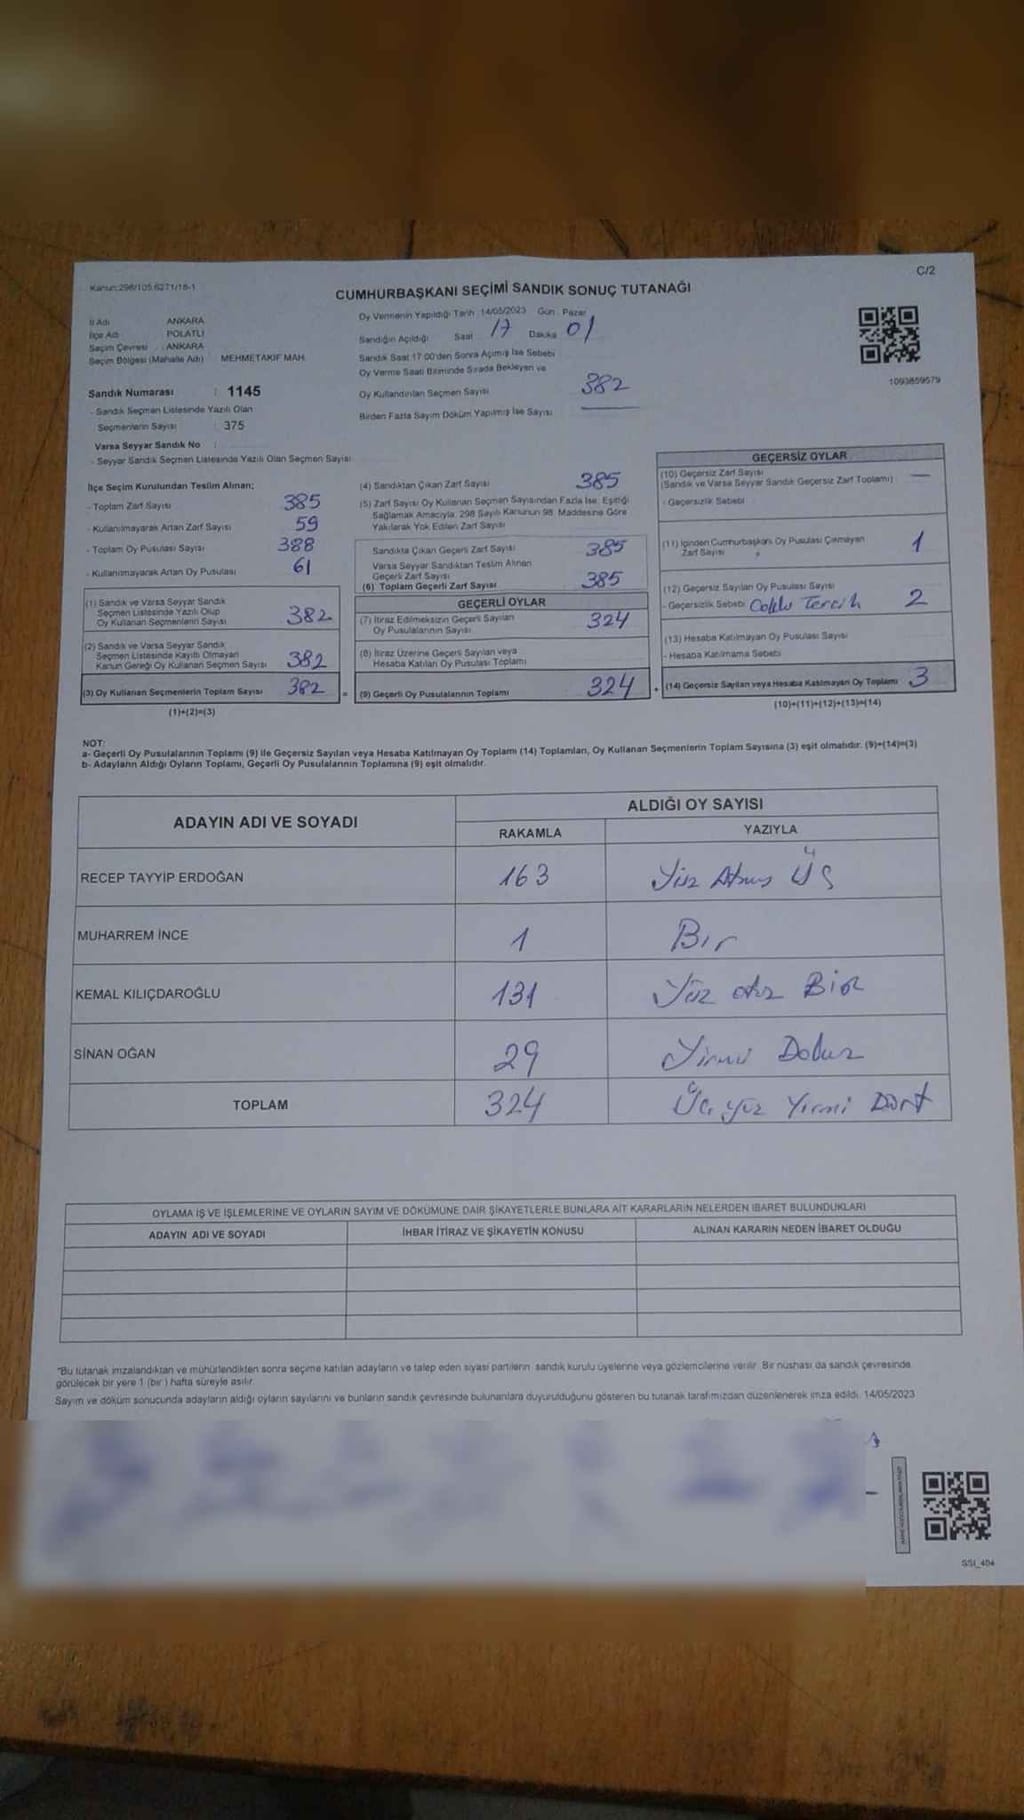 C/2
Kanun:298/105 6271/18-1
CUMHURBAŞKANI SEÇİMİ SANDIK SONUÇ TUTANAĞI
İl Adı ANKARA
İlçe Adı POLATLI
Seçim Çevresi : ANKARA
Seçim Bölgesi (Mahalle Adı) MEHMETAKİF MAH.
Sandık Numarası : 1145
- Sandık Seçmen Listesinde Yazılı Olan
Seçmenlerin Sayısı : 375
Varsa Seyyar Sandık No :
- Seyyar Sandık Seçmen Listesinde Yazılı Olan Seçmen Sayısı
Oy Vermenin Yapıldığı Tarih 14/05/2023 Gün Pazar
Sandığın Açıldığı Saat 17 Dakika 01
Sandık Saat 17:00'den Sonra Açılmış İse Sebebi
Oy Verme Saati Bitiminde Sırada Bekleyen ve
Oy Kullandırılan Seçmen Sayısı 382
Birden Fazla Sayım Döküm Yapılmış İse Sayısı
1093859579
İlçe Seçim Kurulundan Teslim Alınan;
- Toplam Zarf Sayısı 385
- Kullanılmayarak Artan Zarf Sayısı 59
- Toplam Oy Pusulası Sayısı 388
- Kullanılmayarak Artan Oy Pusulası 61
(1) Sandık ve Varsa Seyyar Sandık
Seçmen Listesinde Yazılı Olup
Oy Kullanan Seçmenlerin Sayısı 382
(2) Sandık ve Varsa Seyyar Sandık,
Seçmen Listesinde Kayıtlı Olmayan
Kanun Gereği Oy Kullanan Seçmen Sayısı 382
(3) Oy Kullanan Seçmenlerin Toplam Sayısı 382 =
(1)+(2)=(3)
(4) Sandıktan Çıkan Zarf Sayısı 385
(5) Zarf Sayısı Oy Kullanan Seçmen Sayısından Fazla İse, Eşitliği
Sağlamak Amacıyla, 298 Sayılı Kanunun 98. Maddesine Göre
Yakılarak Yok Edilen Zarf Sayısı
Sandıkta Çıkan Geçerli Zarf Sayısı 385
Varsa Seyyar Sandıktan Teslim Alınan
Geçerli Zarf Sayısı
(6) Toplam Geçerli Zarf Sayısı 385
GEÇERLİ OYLAR
(7) İtiraz Edilmeksizin Geçerli Sayılan
Oy Pusulalarının Sayısı 324
(8) İtiraz Üzerine Geçerli Sayılan veya
Hesaba Katılan Oy Pusulası Toplamı
(9) Geçerli Oy Pusulalarının Toplamı 324 +
GEÇERSİZ OYLAR
(10) Geçersiz Zarf Sayısı
(Sandık ve Varsa Seyyar Sandık Geçersiz Zarf Toplamı) —
- Geçersizlik Sebebi
(11) İçinden Cumhurbaşkanı Oy Pusulası Çıkmayan
Zarf Sayısı 1
(12) Geçersiz Sayılan Oy Pusulası Sayısı
- Geçersizlik Sebebi Coklu Tercih 2
(13) Hesaba Katılmayan Oy Pusulası Sayısı
- Hesaba Katılmama Sebebi
(14) Geçersiz Sayılan veya Hesaba Katılmayan Oy Toplamı 3
(10)+(11)+(12)+(13)=(14)
NOT:
a- Geçerli Oy Pusulalarının Toplamı (9) ile Geçersiz Sayılan veya Hesaba Katılmayan Oy Toplamı (14) Toplamları, Oy Kullanan Seçmenlerin Toplam Sayısına (3) eşit olmalıdır. (9)+(14)=(3)
b- Adayların Aldığı Oyların Toplamı, Geçerli Oy Pusulalarının Toplamına (9) eşit olmalıdır.
ADAYIN ADI VE SOYADI ALDIĞI OY SAYISI
RAKAMLA YAZIYLA
RECEP TAYYİP ERDOĞAN 163 Yüz Atmış Üç
MUHARREM İNCE 1 Bir
KEMAL KILIÇDAROĞLU 131 Yüz otuz Bir
SİNAN OĞAN 29 Yirmi Dokuz
TOPLAM 324 Üç yüz Yirmi Dört
OYLAMA İŞ VE İŞLEMLERİNE VE OYLARIN SAYIM VE DÖKÜMÜNE DAİR ŞİKAYETLERLE BUNLARA AİT KARARLARIN NELERDEN İBARET BULUNDUKLARI
ADAYIN ADI VE SOYADI İHBAR İTİRAZ VE ŞİKAYETİN KONUSU ALINAN KARARIN NEDEN İBARET OLDUĞU
*Bu tutanak imzalandıktan ve mühürlendikten sonra seçime katılan adayların ve talep eden siyasi partilerin sandık kurulu üyelerine veya gözlemcilerine verilir. Bir nüshası da sandık çevresinde
görülecek bir yere 1 (bir ) hafta süreyle asılır.
Sayım ve döküm sonucunda adayların aldığı oyların sayılarını ve bunların sandık çevresinde bulunanlara duyurulduğunu gösteren bu tutanak tarafımızdan düzenlenerek imza edildi. 14/05/2023
SSI_404